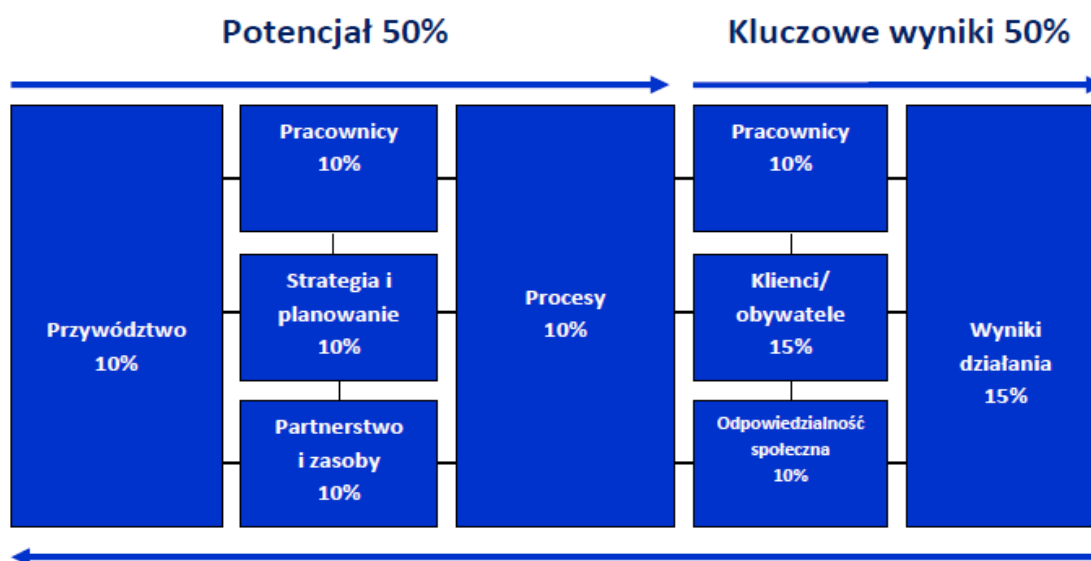 Potencjał 50%
Kluczowe wyniki 50%
Przywództwo
10%
Pracownicy
10%
Strategia i
planowanie
10%
Partnerstwo
i zasoby
10%
Procesy
10%
Pracownicy
10%
Klienci/
obywatele
15%
Odpowiedzialność
społeczna
10%
Wyniki
działania
15%